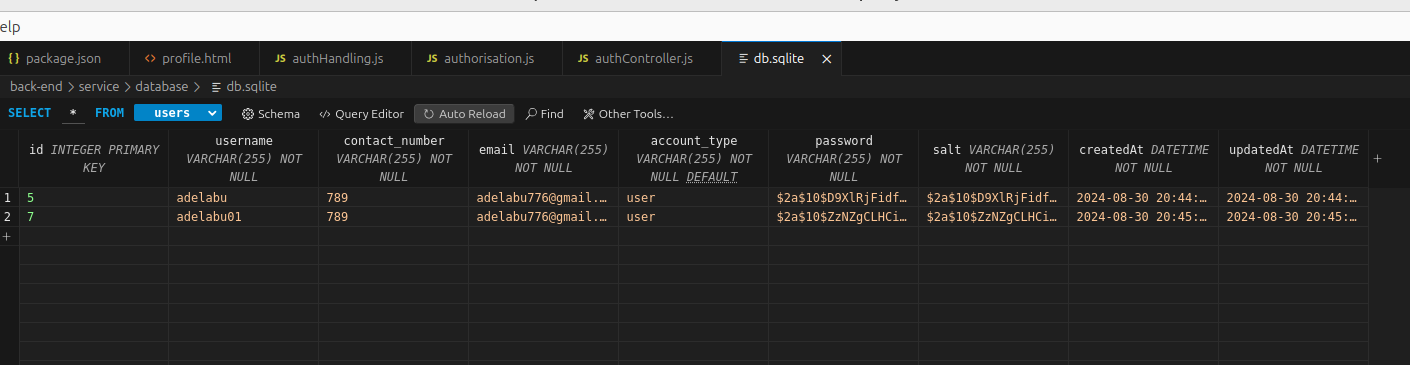 elp
package.json profile.html JS authHandling.js JS authorisation.js JS authController.js db.sqlite
back-end > service > database > db.sqlite
SELECT * FROM users Schema Query Editor Auto Reload Find Other Tools...
id INTEGER PRIMARY KEY
username VARCHAR(255) NOT NULL
contact_number VARCHAR(255) NOT NULL
email VARCHAR(255) NOT NULL
account_type VARCHAR(255) NOT NULL DEFAULT
password VARCHAR(255) NOT NULL
salt VARCHAR(255) NOT NULL
createdAt DATETIME NOT NULL
updatedAt DATETIME NOT NULL
+
1 5 adelabu 789 adelabu776@gmail.… user $2a$10$D9XlRjFidf… $2a$10$D9XlRjFidf… 2024-08-30 20:44:… 2024-08-30 20:44:…
2 7 adelabu01 789 adelabu776@gmail.… user $2a$10$ZzNZgCLHCi… $2a$10$ZzNZgCLHCi… 2024-08-30 20:45:… 2024-08-30 20:45:…
+